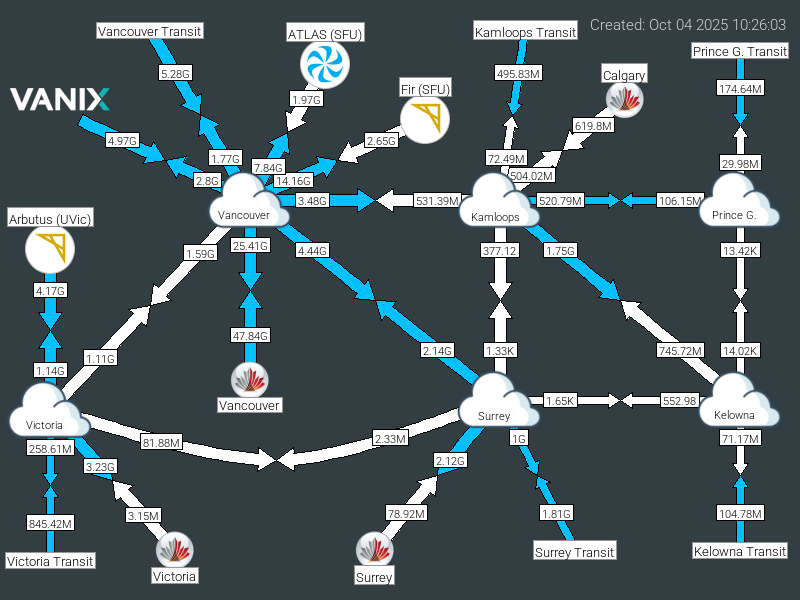 Created: Oct 04 2025 10:26:03
Vancouver Transit
ATLAS (SFU)
Kamloops Transit
Prince G. Transit
5.28G
495.83M
Calgary
174.64M
Fir (SFU)
VANIX
1.97G
619.8M
4.97G
2.65G
1.77G
72.49M
29.98M
7.84G
504.02M
2.8G
14.16G
3.48G
531.39M
520.79M
106.15M
Vancouver
Kamloops
Prince G.
Arbutus (UVic)
1.59G
25.41G
4.44G
377.12
1.75G
13.42K
4.17G
47.84G
1.11G
2.14G
1.33K
745.72M
14.02K
1.14G
Vancouver
1.65K
552.98
Victoria
Surrey
Kelowna
258.61M
81.88M
2.33M
1G
71.17M
3.23G
2.12G
845.42M
3.15M
78.92M
1.81G
104.78M
Victoria Transit
Victoria
Surrey
Surrey Transit
Kelowna Transit